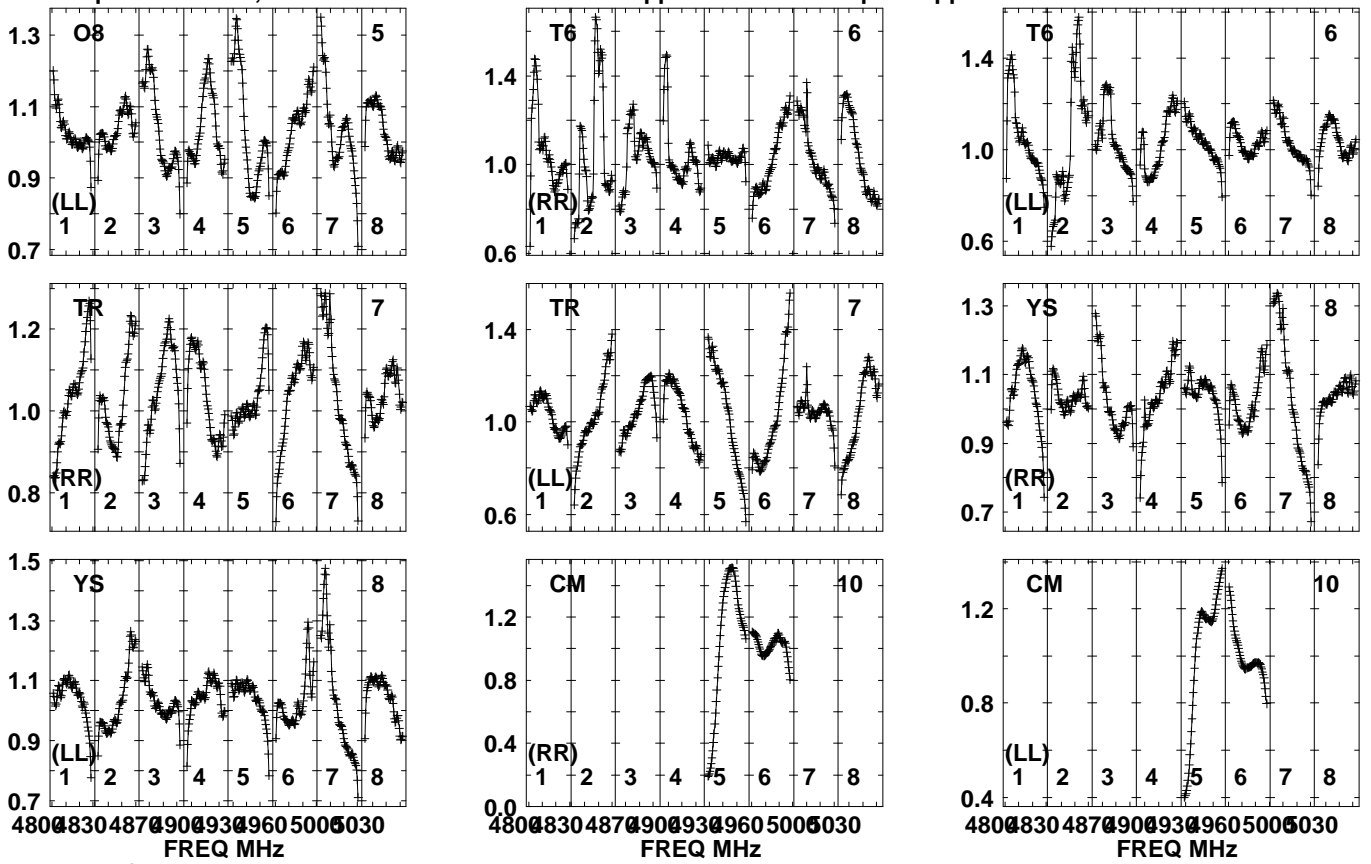 1.3 O8 5
1.1
0.9
(LL)
1 2 3 4 5 6 7 8
0.7
T6 6
1.4
1.0
(RR)
1 2 3 4 5 6 7 8
0.6
T6 6
1.4
1.0
(LL)
1 2 3 4 5 6 7 8
0.6
TR 7
1.2
1.0
0.8
(RR)
1 2 3 4 5 6 7 8
TR 7
1.4
1.0
(LL)
1 2 3 4 5 6 7 8
0.6
YS 8
1.3
1.1
0.9
(RR)
1 2 3 4 5 6 7 8
0.7
1.5
YS 8
1.3
1.1
0.9
(LL)
1 2 3 4 5 6 7 8
0.7
4800 4830 4870 4900 4930 4960 5000 5030
FREQ MHz
CM 10
1.2
0.8
0.4
(RR)
1 2 3 4 5 6 7 8
0.0
4800 4830 4870 4900 4930 4960 5000 5030
FREQ MHz
CM 10
1.2
0.8
(LL)
1 2 3 4 5 6 7 8
0.4
4800 4830 4870 4900 4930 4960 5000 5030
FREQ MHz